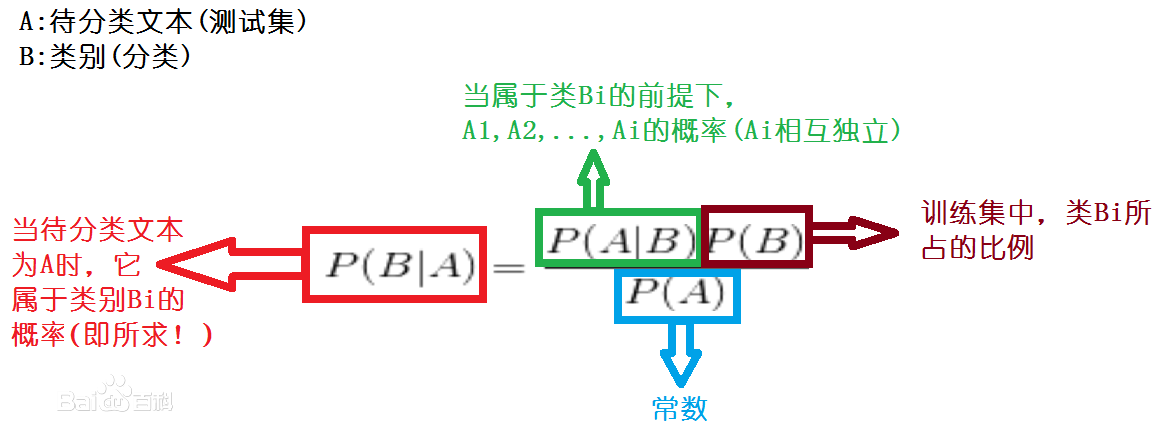 A:待分类文本(测试集)
B:类别(分类)
当属于类Bi的前提下,
A1,A2,...,Ai的概率(Ai相互独立)
训练集中, 类Bi所
占的比例
当待分类文本
为A时, 它
属于类别Bi的
概率(即所求! )
P(B|A) = P(A|B) P(B)
P(A)
常数
Bai百科